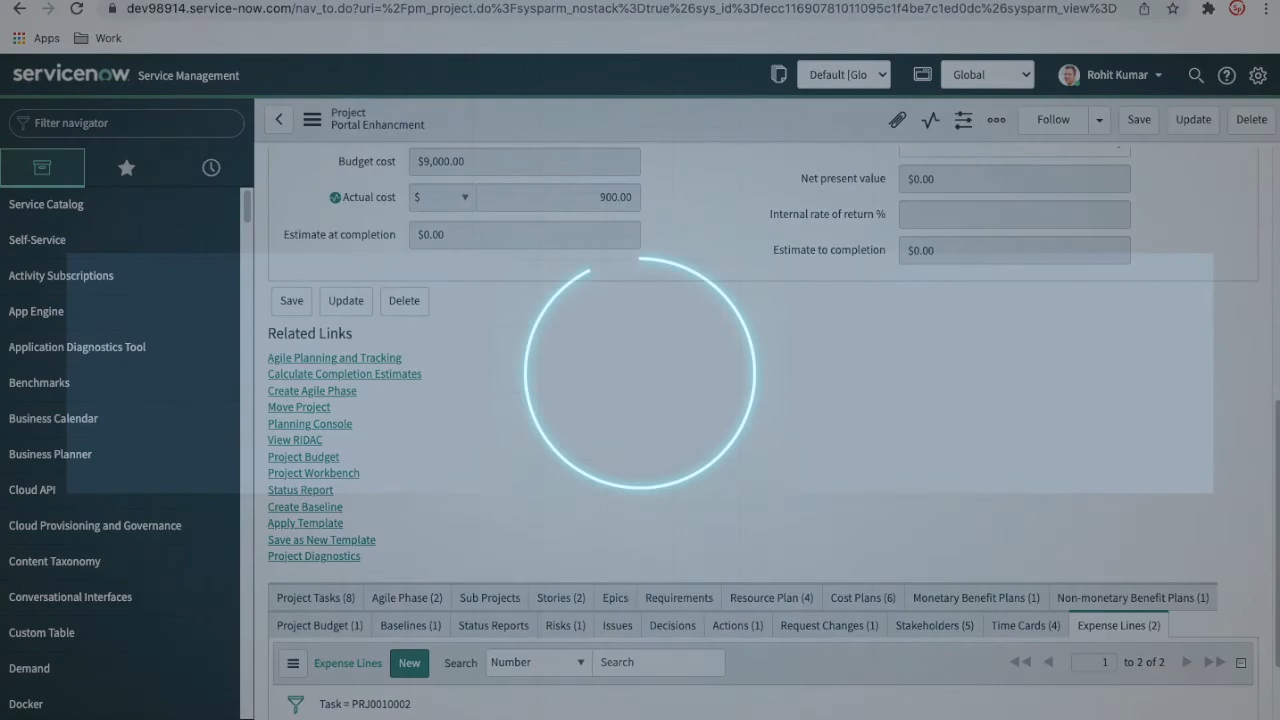 dev98914.service-now.com/nav_to.do?uri=%2Fpm_project.do%3Fsysparm_nostack%3Dtrue%26sys_id%3Dfecc11690781011095c1f4be7c1ed0dc%26sysparm_view%3D
Apps Work
servicenow Service Management Default [Glo Global Rohit Kumar
Filter navigator
Project
Portal Enhancment
Follow Save Update Delete
Service Catalog
Self-Service
Activity Subscriptions
App Engine
Application Diagnostics Tool
Benchmarks
Business Calendar
Business Planner
Cloud API
Cloud Provisioning and Governance
Content Taxonomy
Conversational Interfaces
Custom Table
Demand
Docker
Budget cost $9,000.00
Actual cost $ 900.00
Estimate at completion $0.00
Net present value $0.00
Internal rate of return %
Estimate to completion $0.00
Save Update Delete
Related Links
Agile Planning and Tracking
Calculate Completion Estimates
Create Agile Phase
Move Project
Planning Console
View RIDAC
Project Budget
Project Workbench
Status Report
Create Baseline
Apply Template
Save as New Template
Project Diagnostics
Project Tasks (8) Agile Phase (2) Sub Projects Stories (2) Epics Requirements Resource Plan (4) Cost Plans (6) Monetary Benefit Plans (1) Non-monetary Benefit Plans (1)
Project Budget (1) Baselines (1) Status Reports Risks (1) Issues Decisions Actions (1) Request Changes (1) Stakeholders (5) Time Cards (4) Expense Lines (2)
Expense Lines New Search Number Search 1 to 2 of 2
Task = PRJ0010002